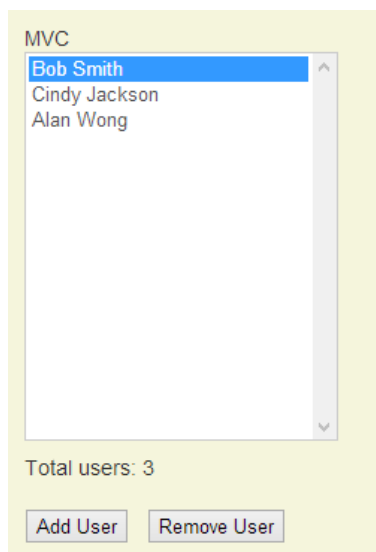 MVC
Bob Smith
Cindy Jackson
Alan Wong
Total users: 3
Add User Remove User